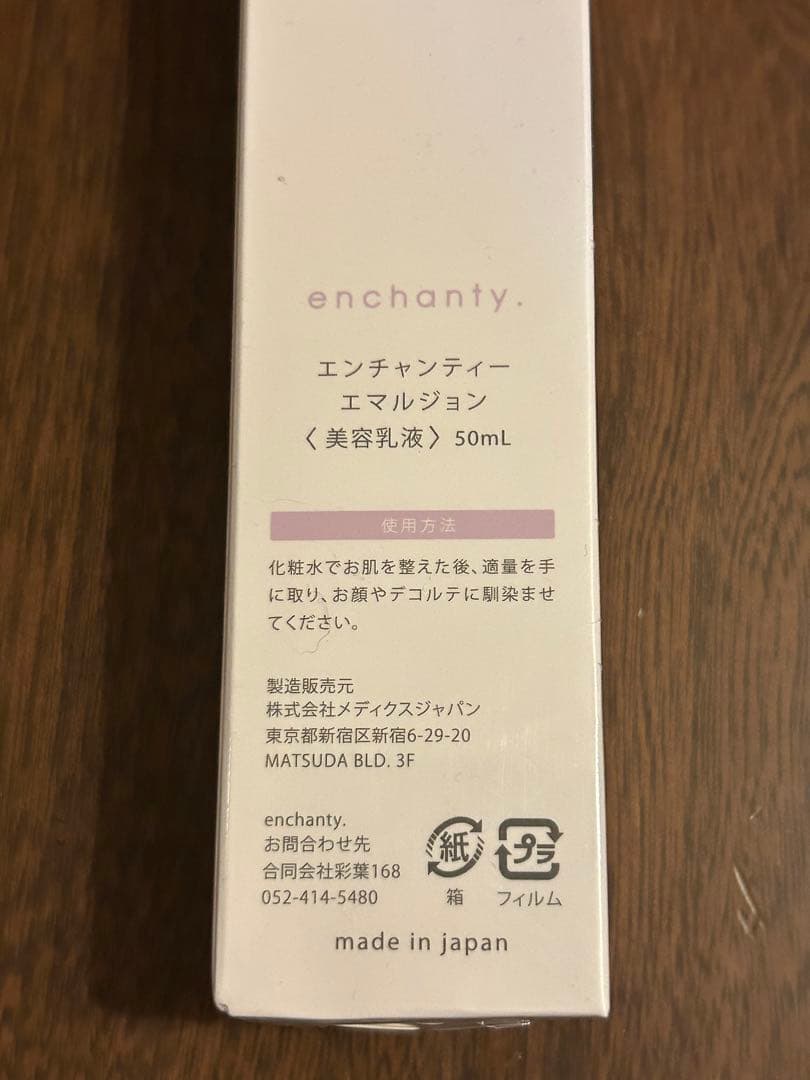 enchanty.
エンチャンティー
エマルジョン
〈美容乳液〉50mL
使用方法
化粧水でお肌を整えた後、適量を手
に取り、お顔やデコルテに馴染ませ
てください。
製造販売元
株式会社メディクスジャパン
東京都新宿区新宿6-29-20
MATSUDA BLD. 3F
enchanty.
お問合わせ先
合同会社彩葉168
052-414-5480
紙
箱
プラ
フィルム
made in japan